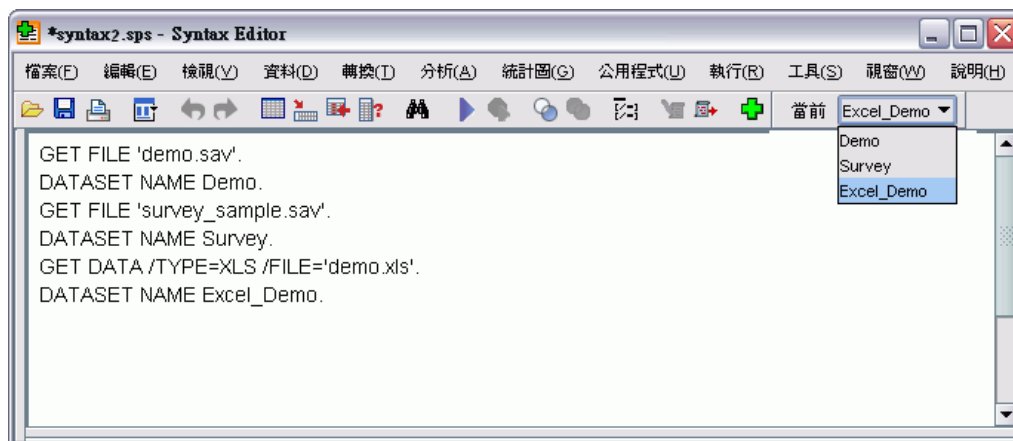 *syntax2.sps - Syntax Editor
檔案(F) 編輯(E) 檢視(V) 資料(D) 轉換(T) 分析(A) 統計圖(G) 公用程式(U) 執行(R) 工具(S) 視窗(W) 說明(H)
當前 Excel_Demo
Demo
Survey
Excel_Demo
GET FILE 'demo.sav'.
DATASET NAME Demo.
GET FILE 'survey_sample.sav'.
DATASET NAME Survey.
GET DATA /TYPE=XLS /FILE='demo.xls'.
DATASET NAME Excel_Demo.